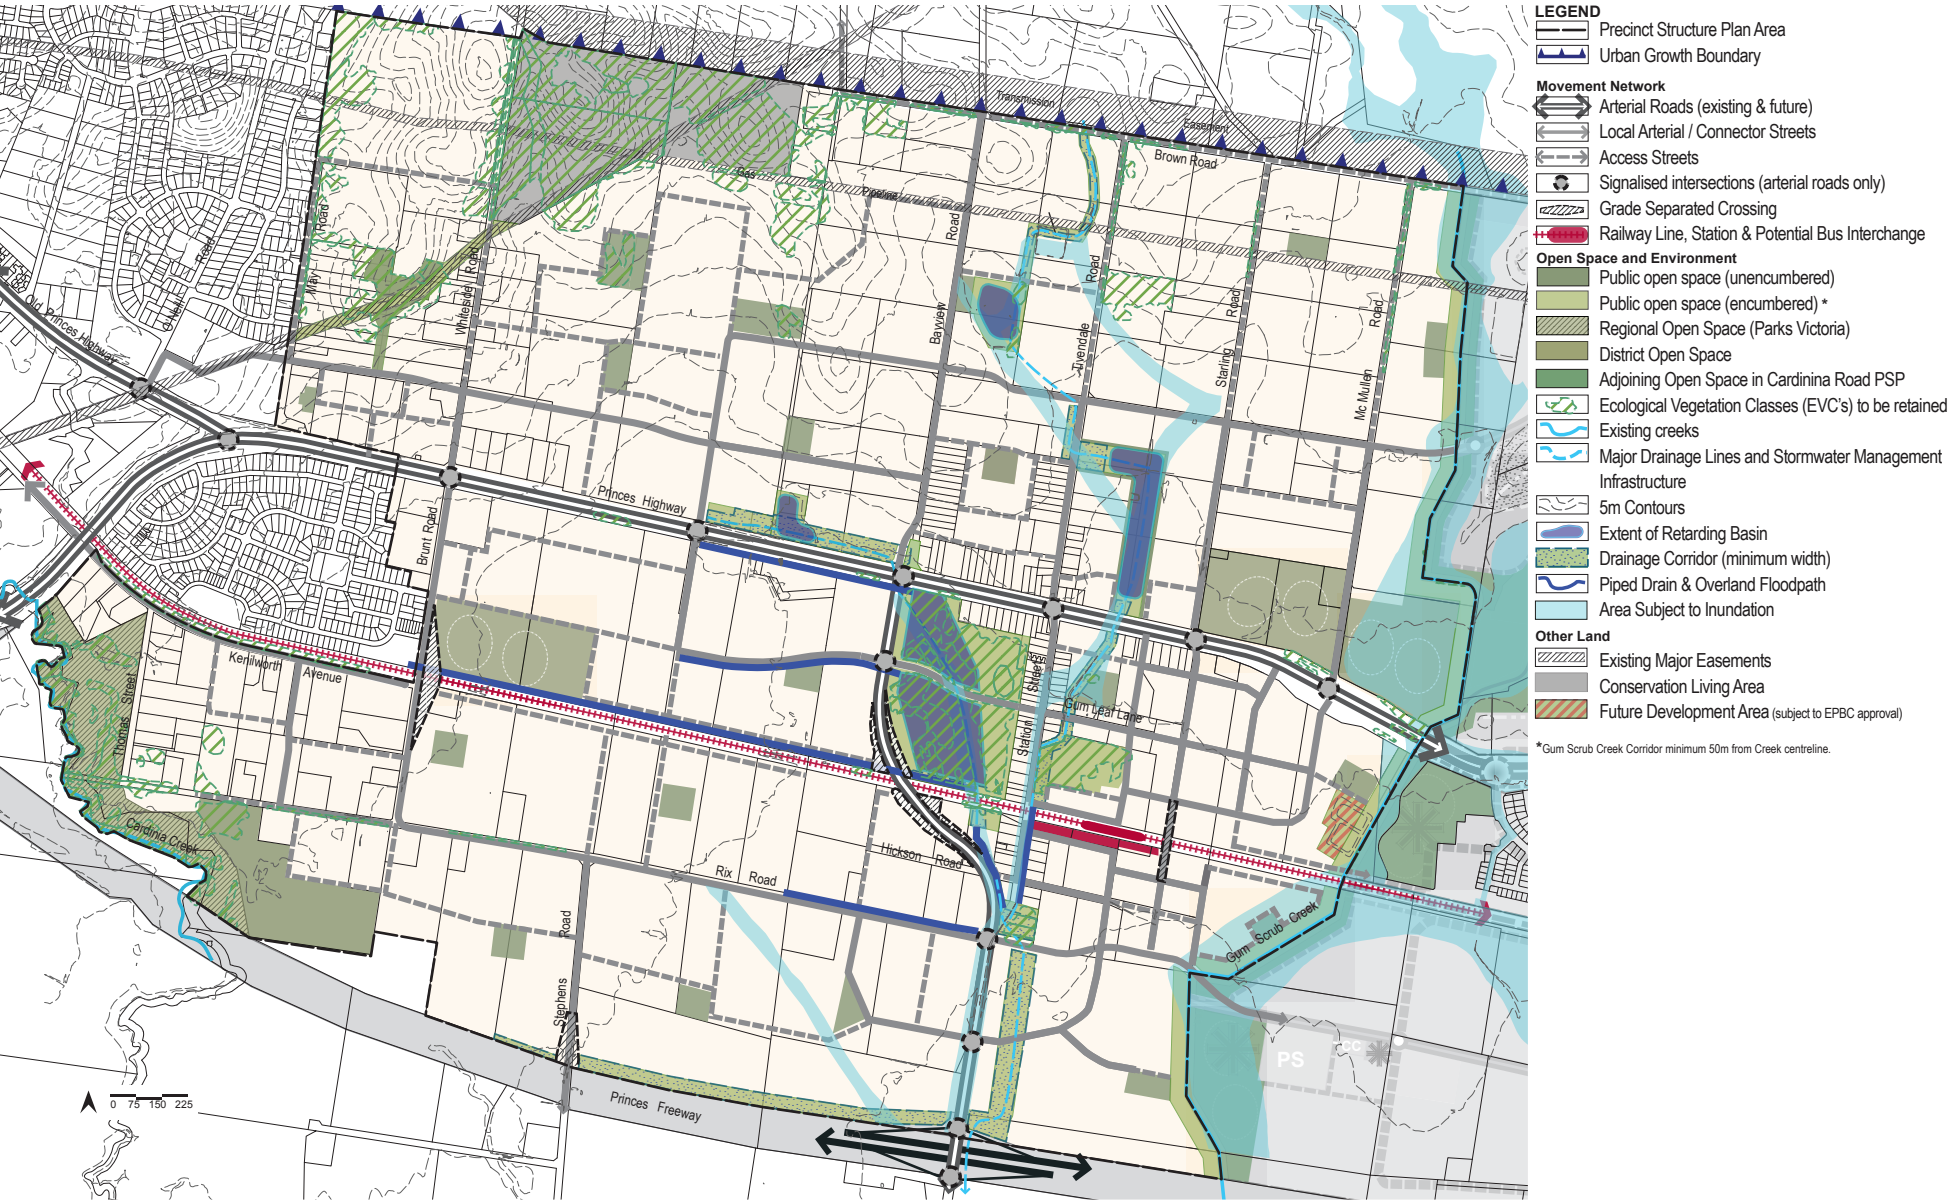 LEGEND
Precinct Structure Plan Area
Urban Growth Boundary
Movement Network
Arterial Roads (existing & future)
Local Arterial / Connector Streets
Access Streets
Signalised intersections (arterial roads only)
Grade Separated Crossing
Railway Line, Station & Potential Bus Interchange
Open Space and Environment
Public open space (unencumbered)
Public open space (encumbered) *
Regional Open Space (Parks Victoria)
District Open Space
Adjoining Open Space in Cardinina Road PSP
Ecological Vegetation Classes (EVC's) to be retained
Existing creeks
Major Drainage Lines and Stormwater Management
Infrastructure
5m Contours
Extent of Retarding Basin
Drainage Corridor (minimum width)
Piped Drain & Overland Floodpath
Area Subject to Inundation
Other Land
Existing Major Easements
Conservation Living Area
Future Development Area (subject to EPBC approval)
*Gum Scrub Creek Corridor minimum 50m from Creek centreline.
Transmission
Easement
Brown Road
Gas
Pipeline
May Road
Whiteside Road
O'Neil Road
Old Princes Highway
Bayview Road
Tivendale Road
Starling Road
Mc Mullen Road
Princes Highway
Brunt Road
Kenilworth Avenue
Thomas Street
Station Street
Gum Leaf Lane
Cardinia Creek
Hickson Road
Rix Road
Gum Scrub Creek
Stephens Road
Princes Freeway
PS
CC
0 75 150 225